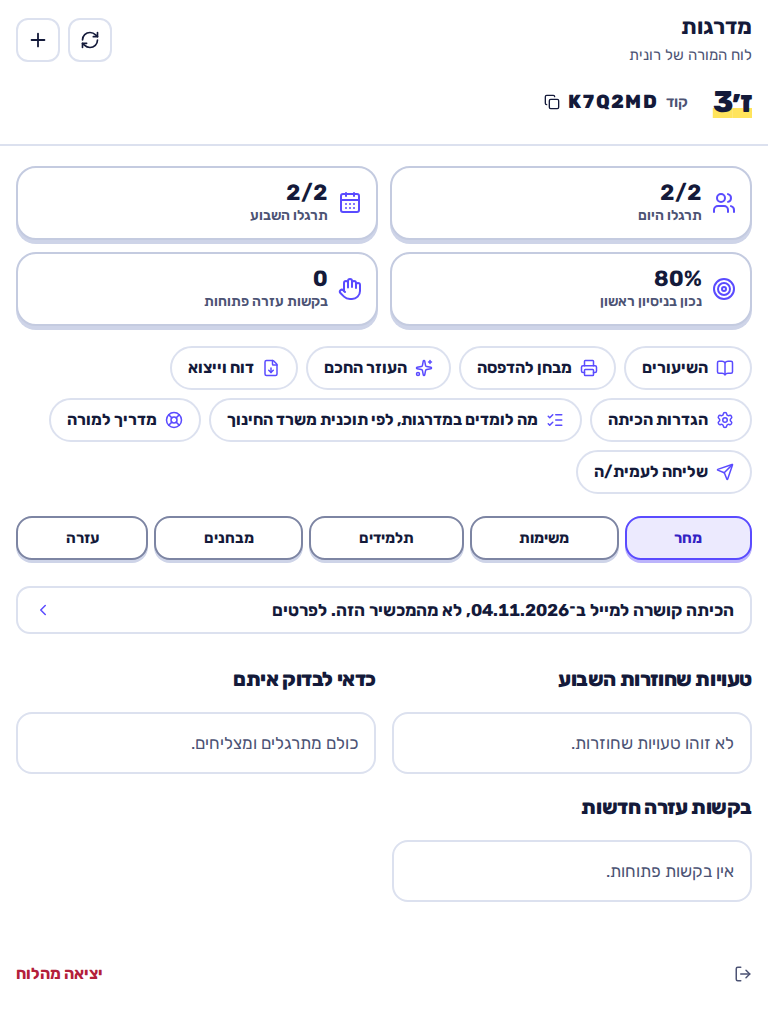 מדרגות
לוח המורה של רונית
ז׳3 קוד K7Q2MD
2/2
תרגלו היום
2/2
תרגלו השבוע
80%
נכון בניסיון ראשון
0
בקשות עזרה פתוחות
השיעורים
מבחן להדפסה
העוזר החכם
דוח וייצוא
הגדרות הכיתה
מה לומדים במדרגות, לפי תוכנית משרד החינוך
מדריך למורה
שליחה לעמית/ה
מחר
משימות
תלמידים
מבחנים
עזרה
הכיתה קושרה למייל ב־04.11.2026, לא מהמכשיר הזה. לפרטים
טעויות שחוזרות השבוע
לא זוהו טעויות שחוזרות.
כדאי לבדוק איתם
כולם מתרגלים ומצליחים.
בקשות עזרה חדשות
אין בקשות פתוחות.
יציאה מהלוח